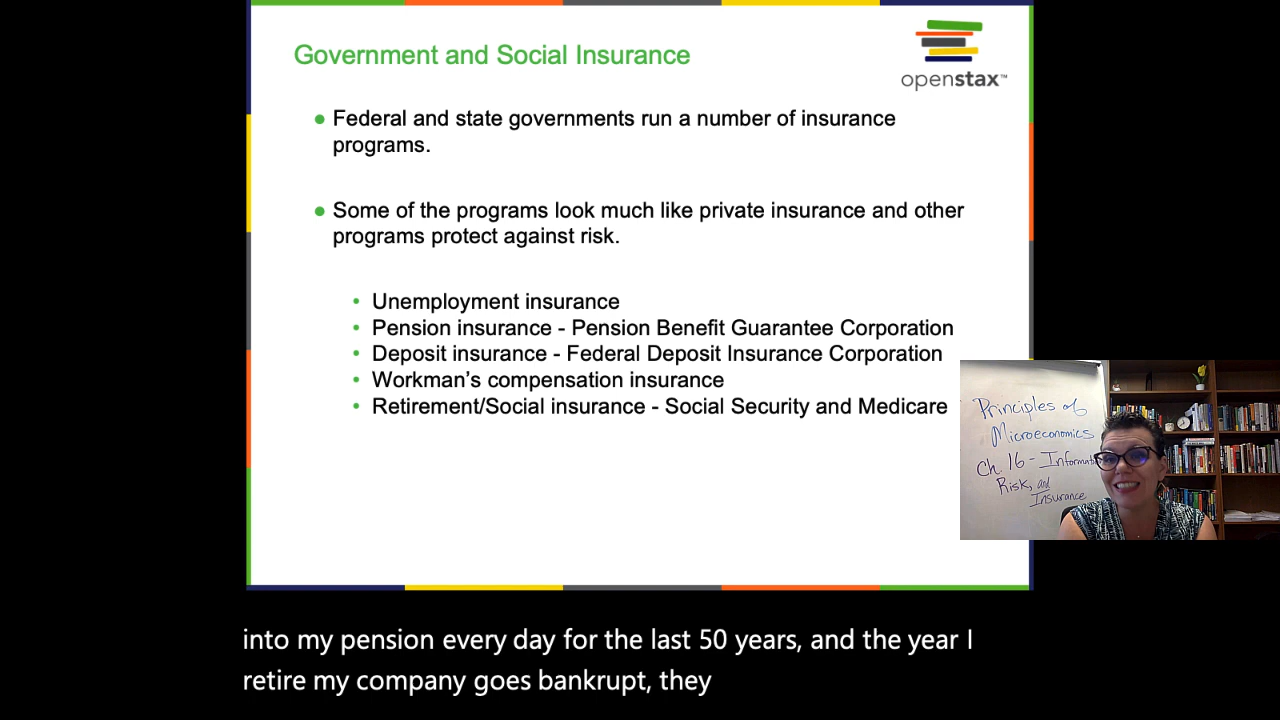 Government and Social Insurance
openstax™
● Federal and state governments run a number of insurance
programs.
● Some of the programs look much like private insurance and other
programs protect against risk.
• Unemployment insurance
• Pension insurance - Pension Benefit Guarantee Corporation
• Deposit insurance - Federal Deposit Insurance Corporation
• Workman’s compensation insurance
• Retirement/Social insurance - Social Security and Medicare
Principles of
Microeconomics
Ch. 16 - Informat
Risk, and
Insurance
into my pension every day for the last 50 years, and the year I
retire my company goes bankrupt, they